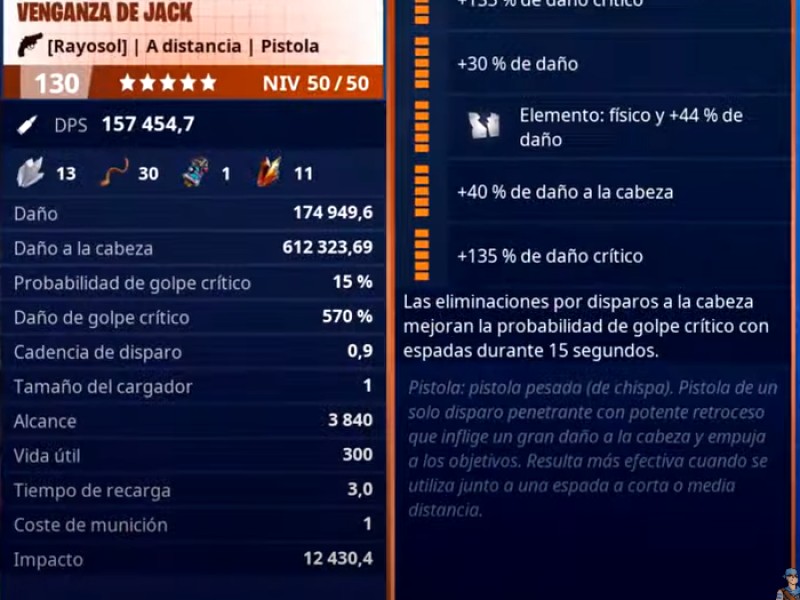 VENGANZA DE JACK
[Rayosol] | A distancia | Pistola
130 NIV 50 / 50
DPS 157 454,7
13 30 1 11
Daño 174 949,6
Daño a la cabeza 612 323,69
Probabilidad de golpe crítico 15 %
Daño de golpe crítico 570 %
Cadencia de disparo 0,9
Tamaño del cargador 1
Alcance 3 840
Vida útil 300
Tiempo de recarga 3,0
Coste de munición 1
Impacto 12 430,4
+135 % de daño crítico
+30 % de daño
Elemento: físico y +44 % de
daño
+40 % de daño a la cabeza
+135 % de daño crítico
Las eliminaciones por disparos a la cabeza
mejoran la probabilidad de golpe crítico con
espadas durante 15 segundos.
Pistola: pistola pesada (de chispa). Pistola de un
solo disparo penetrante con potente retroceso
que inflige un gran daño a la cabeza y empuja
a los objetivos. Resulta más efectiva cuando se
utiliza junto a una espada a corta o media
distancia.